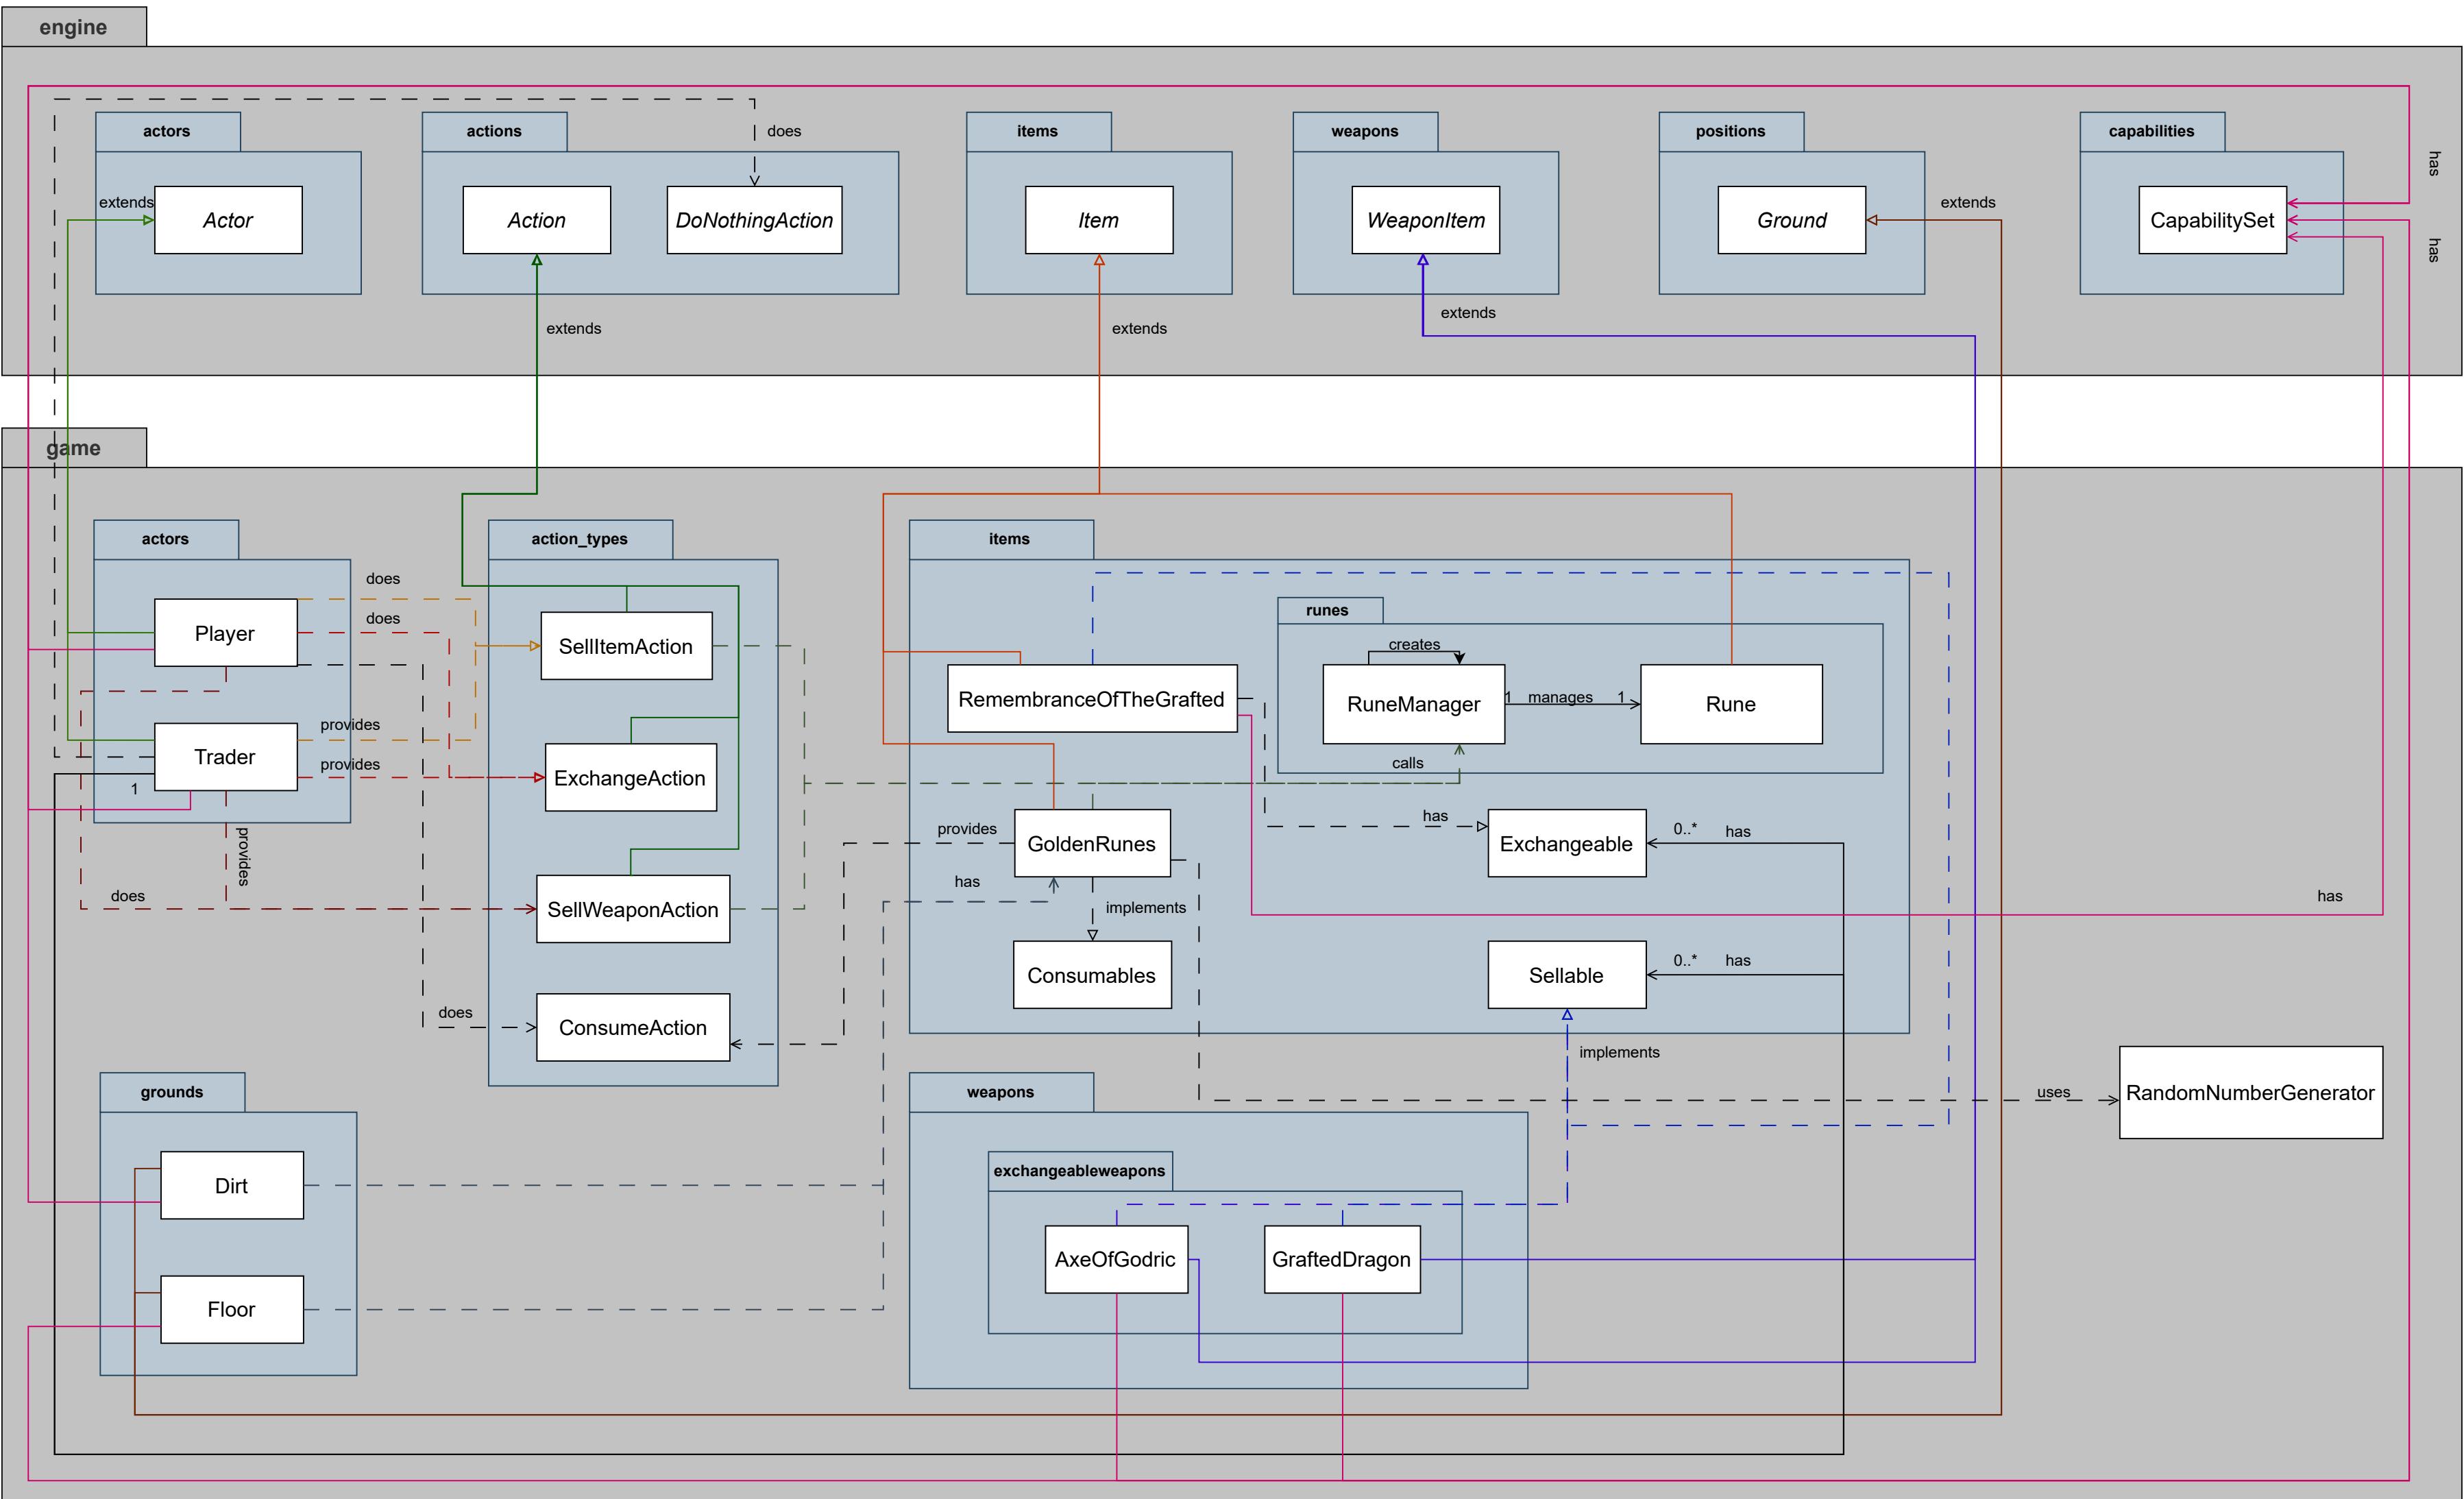 engine
actors
actions
items
weapons
positions
capabilities
does
has
extends
Actor
Action
DoNothingAction
Item
WeaponItem
Ground
extends
CapabilitySet
has
extends
extends
extends
game
actors
action_types
items
does
does
runes
Player
SellItemAction
creates
RemembranceOfTheGrafted
RuneManager
1 manages 1
Rune
provides
Trader
provides
ExchangeAction
calls
1
provides
provides
GoldenRunes
has
Exchangeable
0..* has
does
has
implements
has
SellWeaponAction
Consumables
Sellable
0..* has
does
ConsumeAction
implements
grounds
weapons
uses
RandomNumberGenerator
Dirt
exchangeableweapons
AxeOfGodric
GraftedDragon
Floor